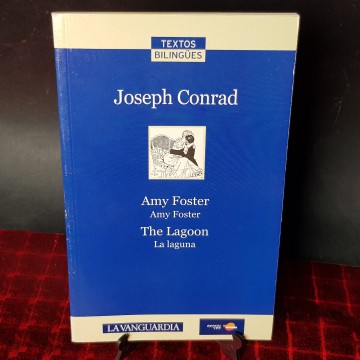 TEXTOS
BILINGÜES
Joseph Conrad
Amy Foster
Amy Foster
The Lagoon
La laguna
LA VANGUARDIA